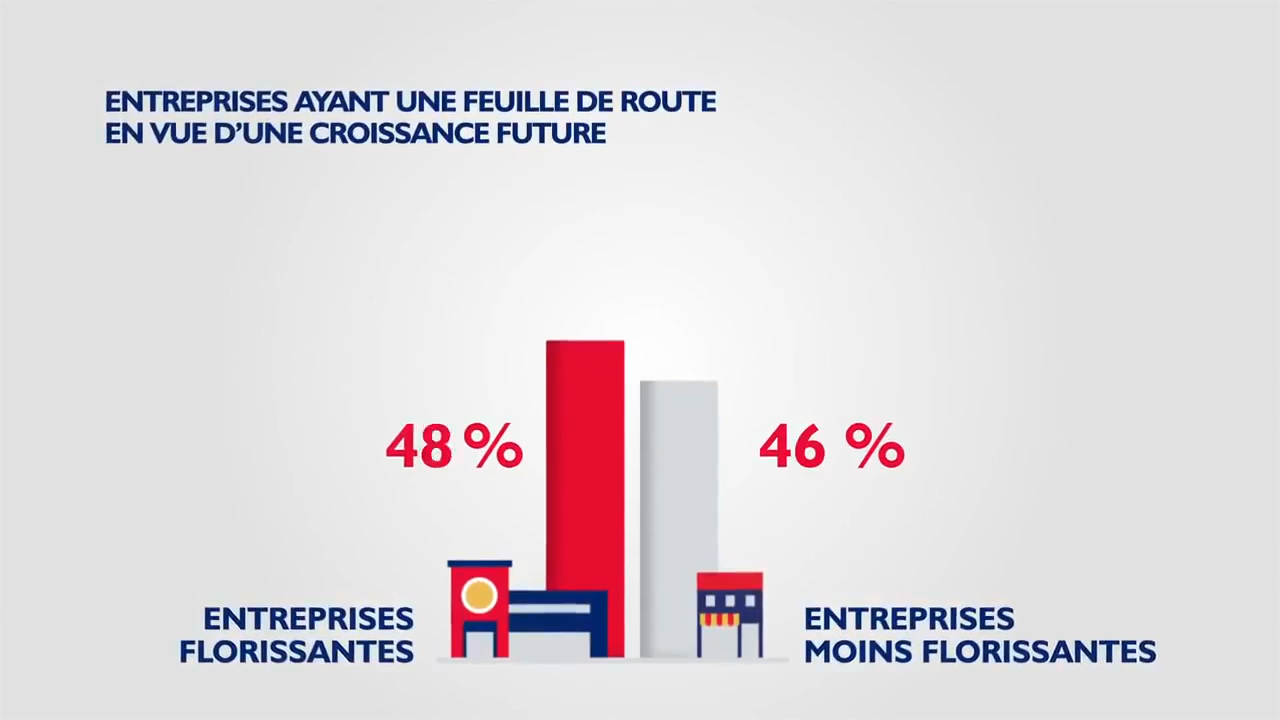 ENTREPRISES AYANT UNE FEUILLE DE ROUTE
EN VUE D’UNE CROISSANCE FUTURE
48 %
46 %
ENTREPRISES
FLORISSANTES
ENTREPRISES
MOINS FLORISSANTES